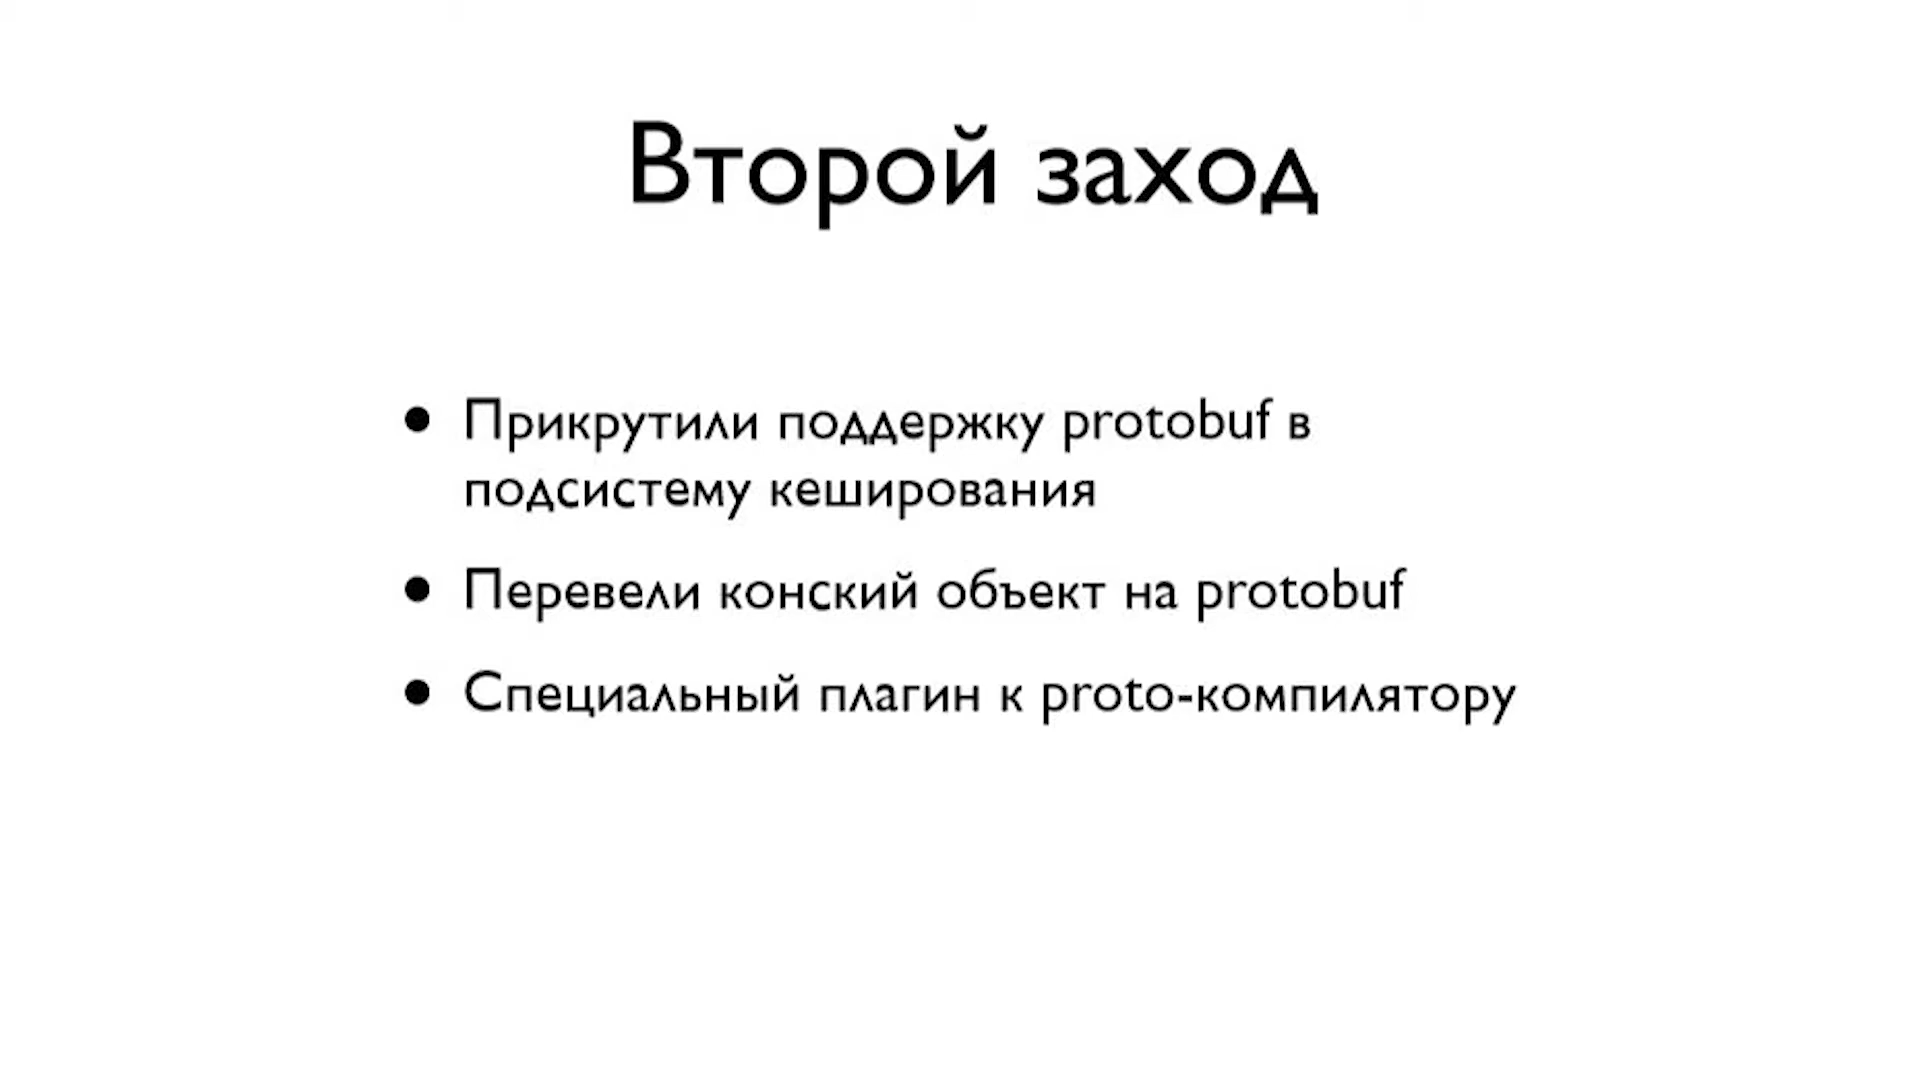 Второй заход
• Прикрутили поддержку protobuf в
подсистему кеширования
• Перевели конский объект на protobuf
• Специальный плагин к proto-компилятору